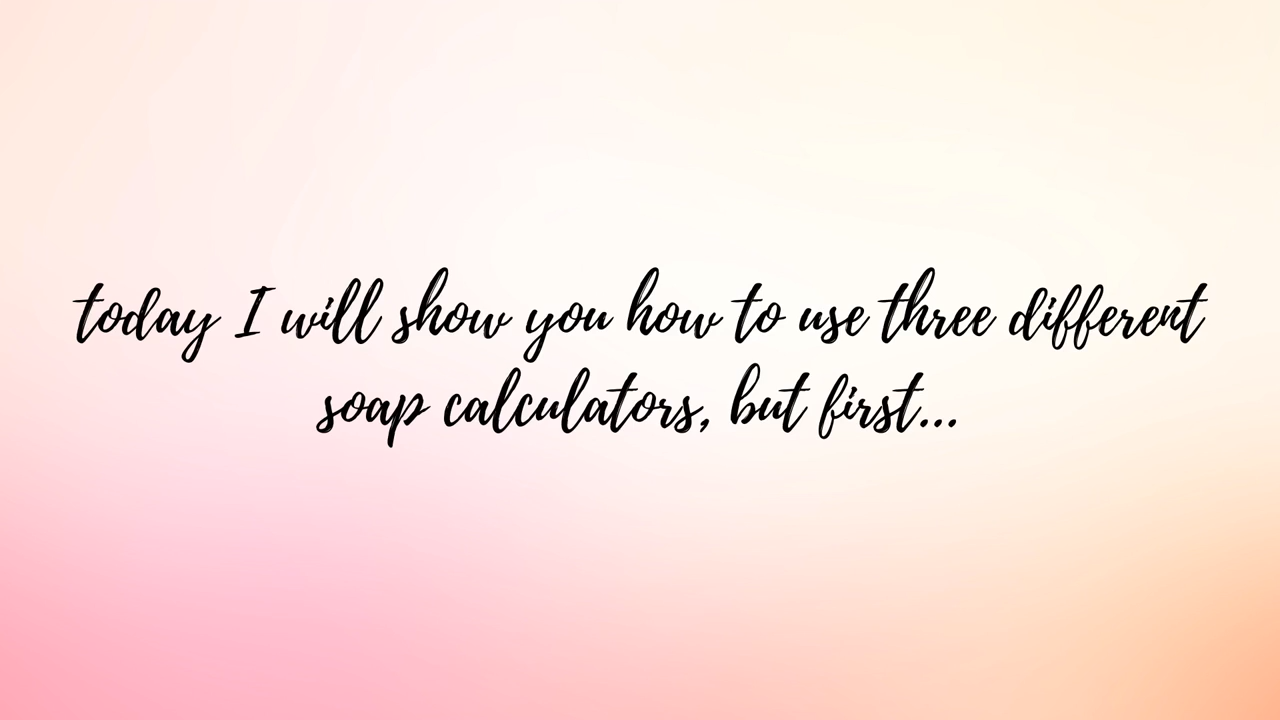 today I will show you how to use three different
soap calculators, but first...